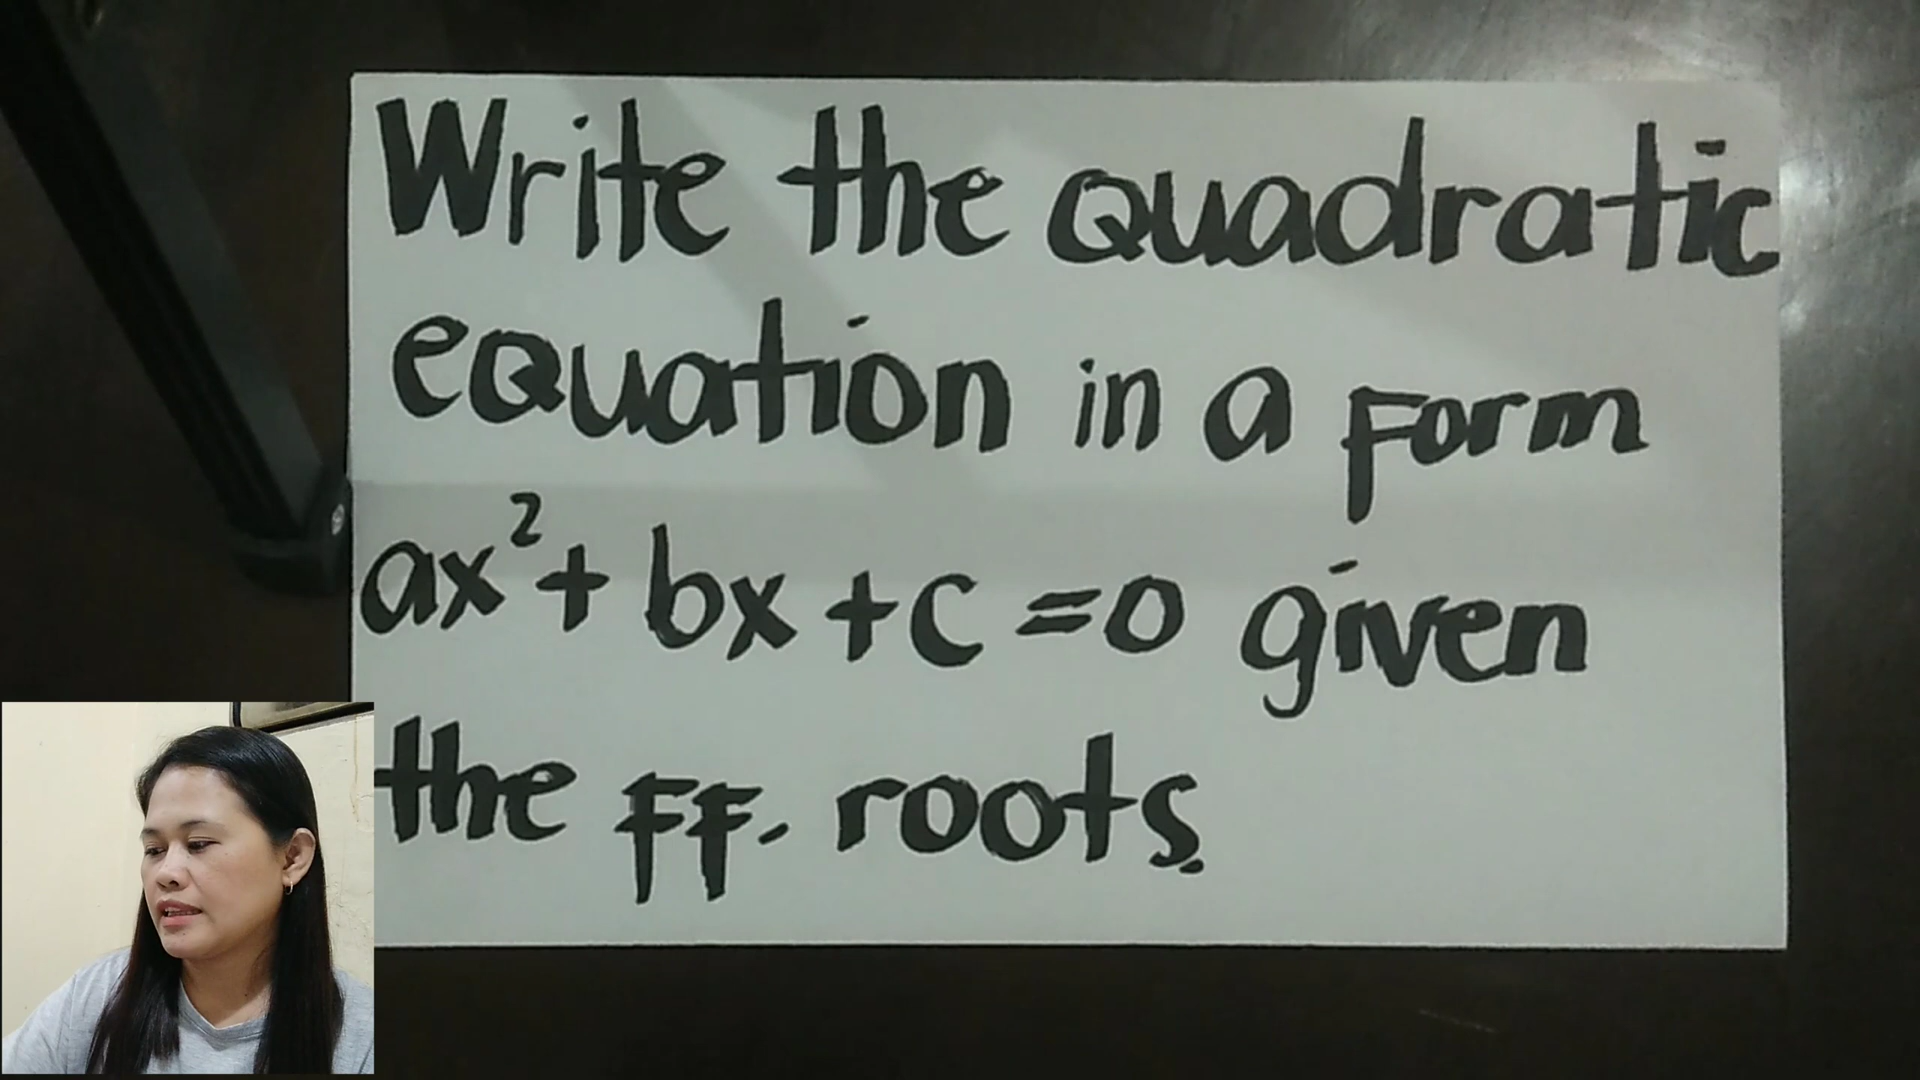 Write the quadratic
equation in a form
ax²+ bx + c = 0 given
the ff. roots.